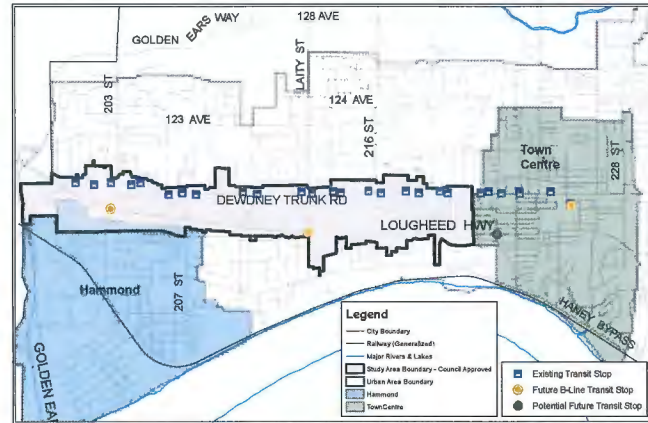 128 AVE
GOLDEN EARS WAY
LAITY ST
203 ST
124 AVE
123 AVE
216 ST
Town
Centre
228 ST
DEWDNEY TRUNK RD
LOUGHEED HWY
Hammond
207 ST
HANEY BYPASS
GOLDEN EAR
Legend
City Boundary
Railway (Generalized)
Major Rivers & Lakes
Study Area Boundary - Council Approved
Urban Area Boundary
Hammond
TownCentre
Existing Transit Stop
Future B-Line Transit Stop
Potential Future Transit Stop